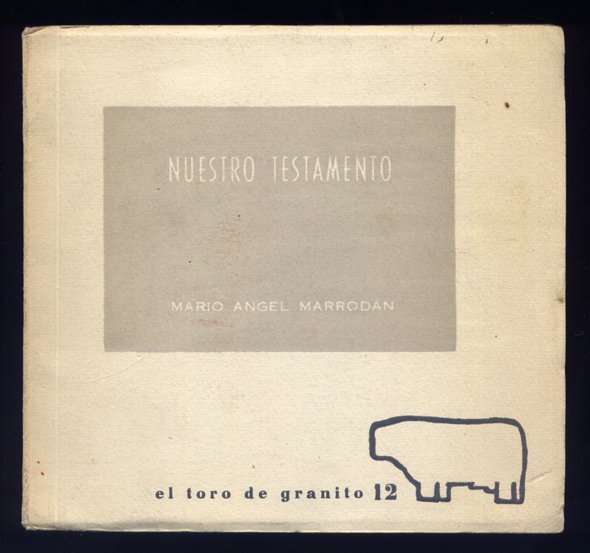 NUESTRO TESTAMENTO
MARIO ANGEL MARRODÁN
el toro de granito 12